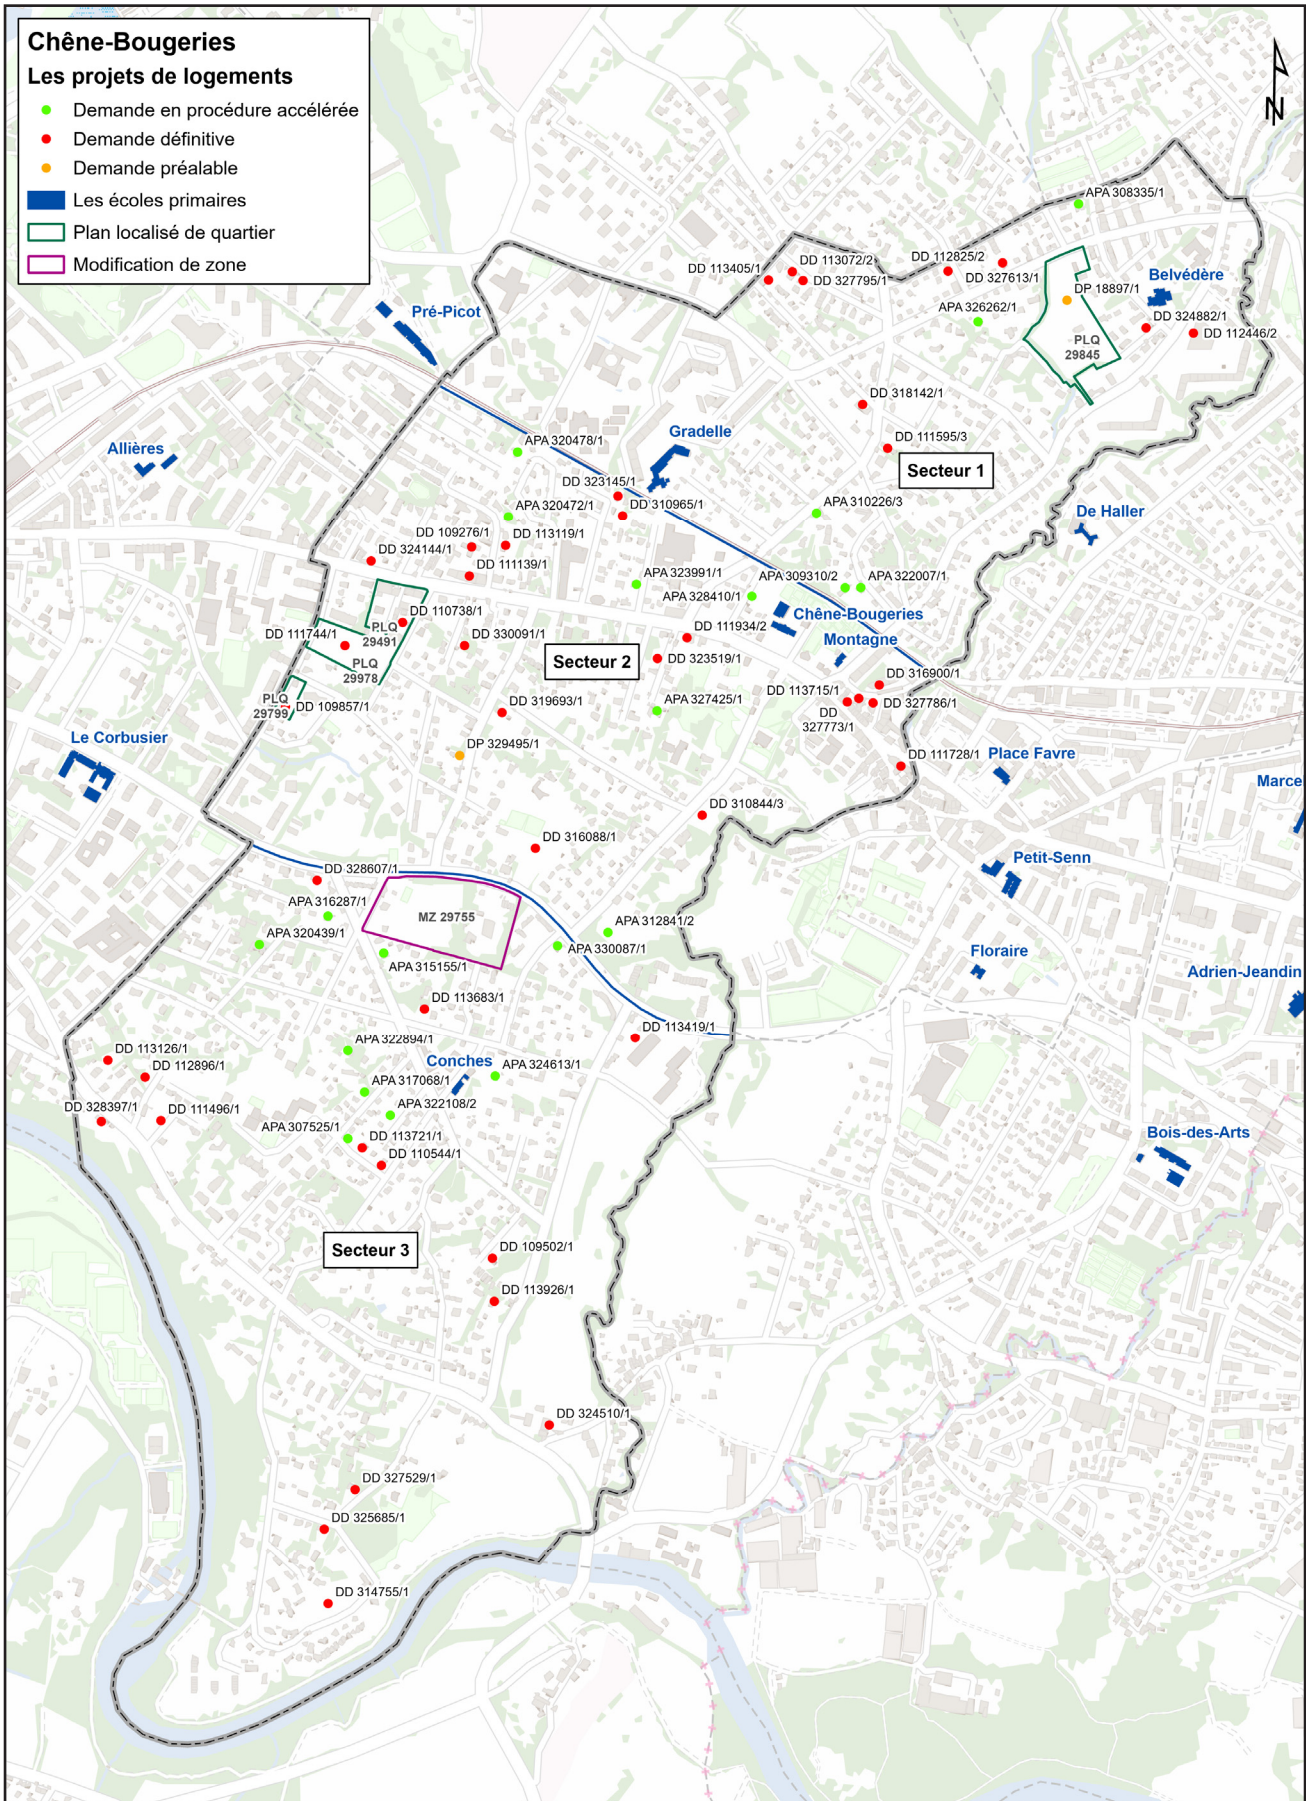 Chêne-Bougeries
Les projets de logements
Demande en procédure accélérée
Demande définitive
Demande préalable
Les écoles primaires
Plan localisé de quartier
Modification de zone
N
APA 308335/1
DD 113072/2
DD 112825/2
DD 113405/1
DD 327795/1
DD 327613/1
Belvédère
DP 18897/1
APA 326262/1
DD 324882/1
Pré-Picot
DD 112446/2
PLQ
29845
DD 318142/1
Gradelle
APA 320478/1
DD 111595/3
Allières
Secteur 1
DD 323145/1
APA 320472/1
DD 310965/1
APA 310226/3
De Haller
DD 109276/1
DD 113119/1
DD 324144/1
DD 111139/1
APA 323991/1
APA 309310/2
APA 322007/1
APA 328410/1
DD 110738/1
Chêne-Bougeries
DD 111744/1
PLQ
29491
DD 330091/1
DD 111934/2
Montagne
PLQ
29978
Secteur 2
DD 323519/1
DD 316900/1
DD 113715/1
PLQ
29799
DD 109857/1
DD 319693/1
APA 327425/1
DD 327786/1
DD
327773/1
Le Corbusier
DP 329495/1
DD 111728/1
Place Favre
Marce
DD 310844/3
DD 316088/1
Petit-Senn
DD 328607/1
APA 316287/1
MZ 29755
APA 312841/2
APA 320439/1
APA 330087/1
Floraire
APA 315155/1
Adrien-Jeandin
DD 113683/1
DD 113419/1
APA 322894/1
DD 113126/1
Conches
DD 112896/1
APA 324613/1
APA 317068/1
DD 328397/1
DD 111496/1
APA 322108/2
APA 307525/1
DD 113721/1
Bois-des-Arts
DD 110544/1
Secteur 3
DD 109502/1
DD 113926/1
DD 324510/1
DD 327529/1
DD 325685/1
DD 314755/1